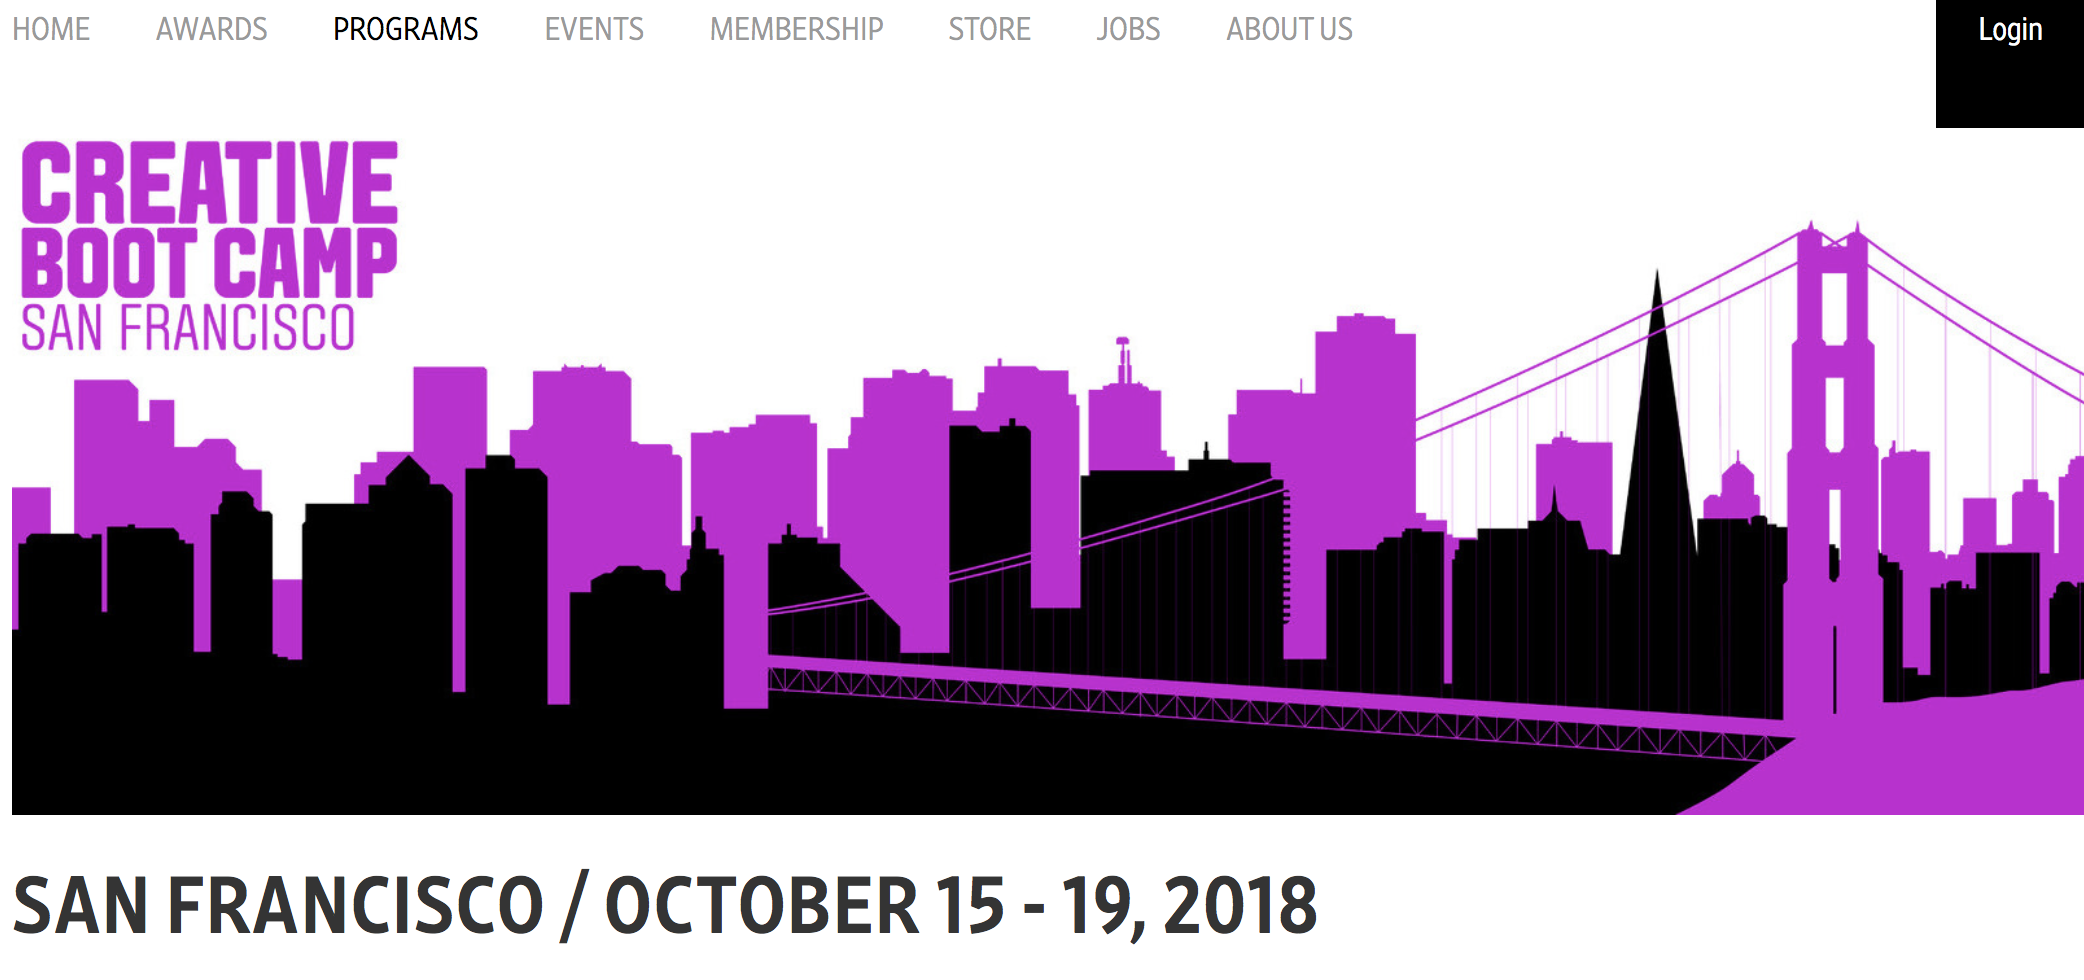 HOME AWARDS PROGRAMS EVENTS MEMBERSHIP STORE JOBS ABOUT US Login
CREATIVE
BOOT CAMP
SAN FRANCISCO
SAN FRANCISCO / OCTOBER 15 - 19, 2018